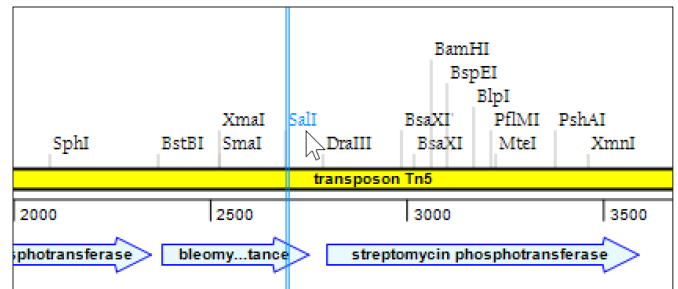 BamHI
BspEI
BlpI
XmaI SalI BsaXI PflMI PshAI
SphI BstBI SmaI DraIII BsaXI MteI XmnI
transposon Tn5
2000 2500 3000 3500
photransferase bleomy...tance streptomycin phosphotransferase